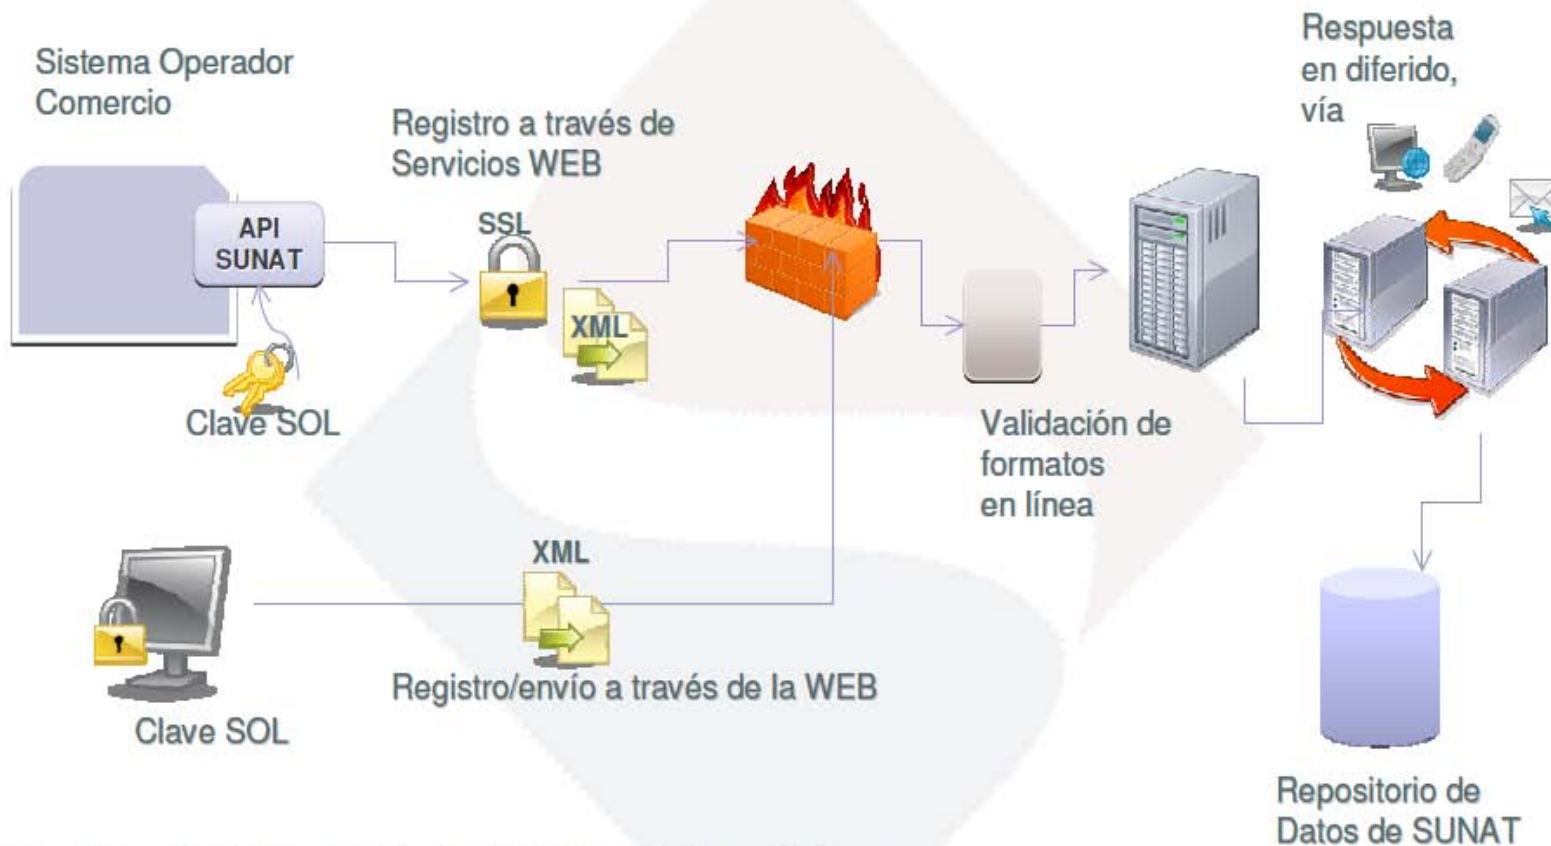 Sistema Operador
Comercio
API
SUNAT
Clave SOL
Registro a través de
Servicios WEB
SSL
XML
Validación de
formatos
en línea
Respuesta
en diferido,
vía
XML
Registro/envío a través de la WEB
Clave SOL
Repositorio de
Datos de SUNAT